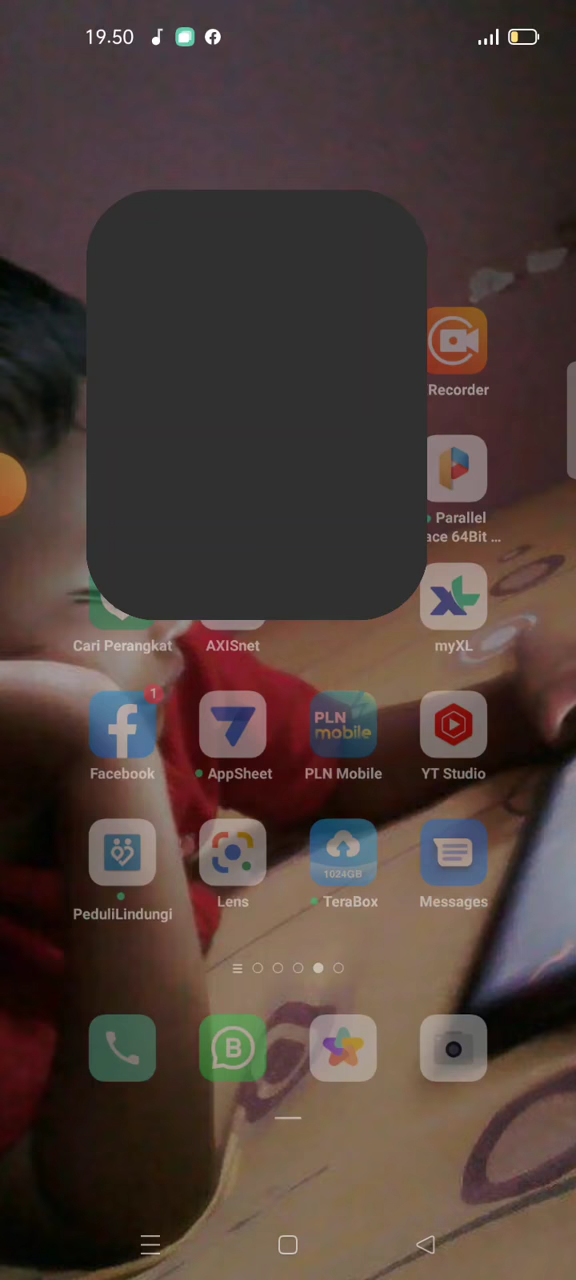 19.50
Recorder
Parallel
ace 64Bit ...
Cari Perangkat
AXISnet
myXL
1
PLN
mobile
Facebook
AppSheet
PLN Mobile
YT Studio
1024GB
PeduliLindungi
Lens
TeraBox
Messages
B